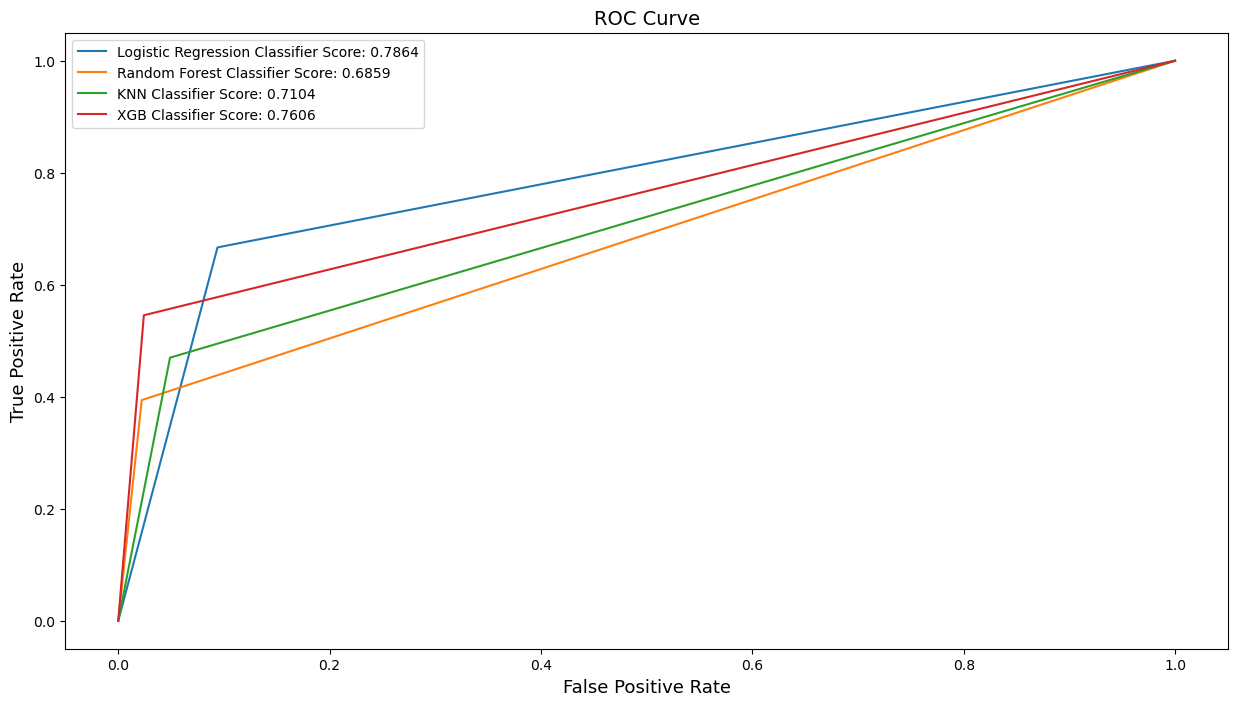 ROC Curve
Logistic Regression Classifier Score: 0.7864
Random Forest Classifier Score: 0.6859
KNN Classifier Score: 0.7104
XGB Classifier Score: 0.7606
True Positive Rate
1.0
0.8
0.6
0.4
0.2
0.0
0.0 0.2 0.4 0.6 0.8 1.0
False Positive Rate